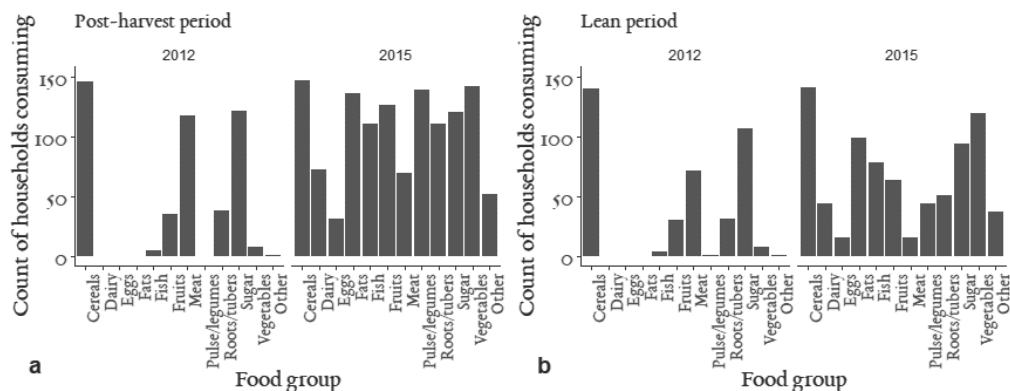 Post-harvest period
2012
2015
Count of households consuming
150
100
50
0
Cereals
Dairy
Eggs
Fats
Fish
Fruits
Meat
Pulse/legumes
Roots/tubers
Sugar
Vegetables
Other
Cereals
Dairy
Eggs
Fats
Fish
Fruits
Meat
Pulse/legumes
Roots/tubers
Sugar
Vegetables
Other
a
Food group
Lean period
2012
2015
Count of households consuming
150
100
50
0
Cereals
Dairy
Eggs
Fats
Fish
Fruits
Meat
Pulse/legumes
Roots/tubers
Sugar
Vegetables
Other
Cereals
Dairy
Eggs
Fats
Fish
Fruits
Meat
Pulse/legumes
Roots/tubers
Sugar
Vegetables
Other
b
Food group